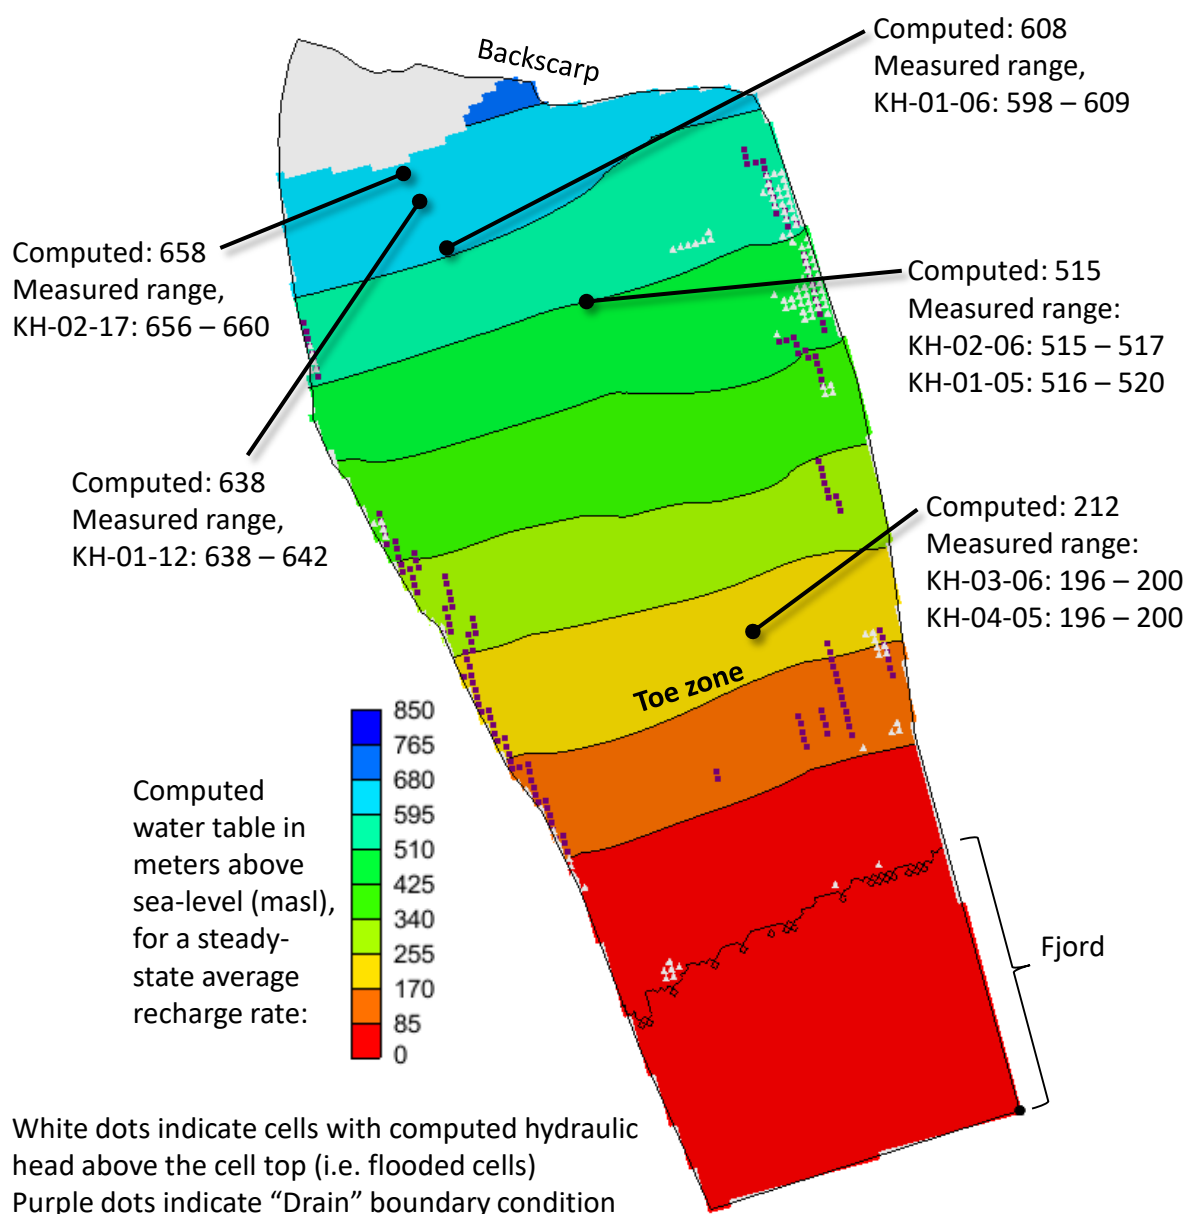 Backscarp
Computed: 608
Measured range,
KH-01-06: 598 – 609
Computed: 658
Measured range,
KH-02-17: 656 – 660
Computed: 515
Measured range:
KH-02-06: 515 – 517
KH-01-05: 516 – 520
Computed: 638
Measured range,
KH-01-12: 638 – 642
Computed: 212
Measured range:
KH-03-06: 196 – 200
KH-04-05: 196 – 200
Toe zone
Computed
water table in
meters above
sea-level (masl),
for a steady-
state average
recharge rate:
850
765
680
595
510
425
340
255
170
85
0
Fjord
White dots indicate cells with computed hydraulic
head above the cell top (i.e. flooded cells)
Purple dots indicate “Drain” boundary condition